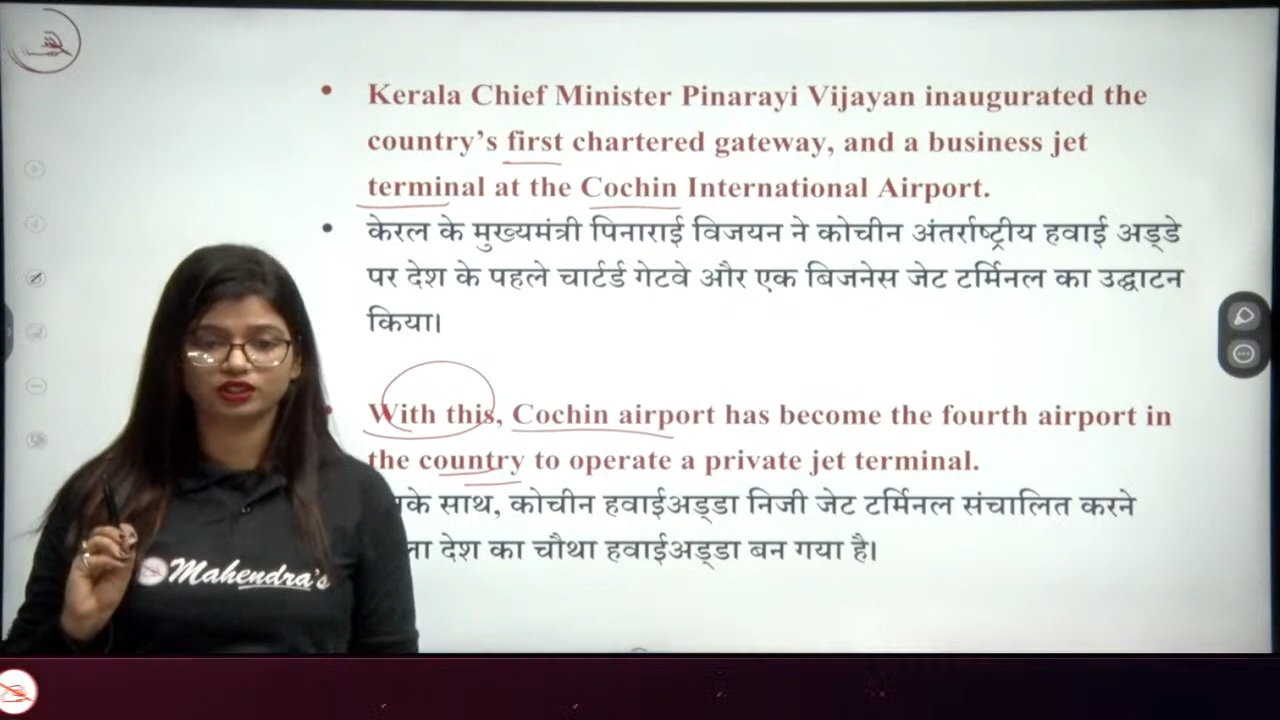 Kerala Chief Minister Pinarayi Vijayan inaugurated the
country’s first chartered gateway, and a business jet
terminal at the Cochin International Airport.
केरल के मुख्यमंत्री पिनाराई विजयन ने कोचीन अंतर्राष्ट्रीय हवाई अड्डे
पर देश के पहले चार्टर्ड गेटवे और एक बिजनेस जेट टर्मिनल का उद्घाटन
किया।
With this, Cochin airport has become the fourth airport in
the country to operate a private jet terminal.
के साथ, कोचीन हवाईअड्डा निजी जेट टर्मिनल संचालित करने
देश का चौथा हवाईअड्डा बन गया है।
Mahendra's